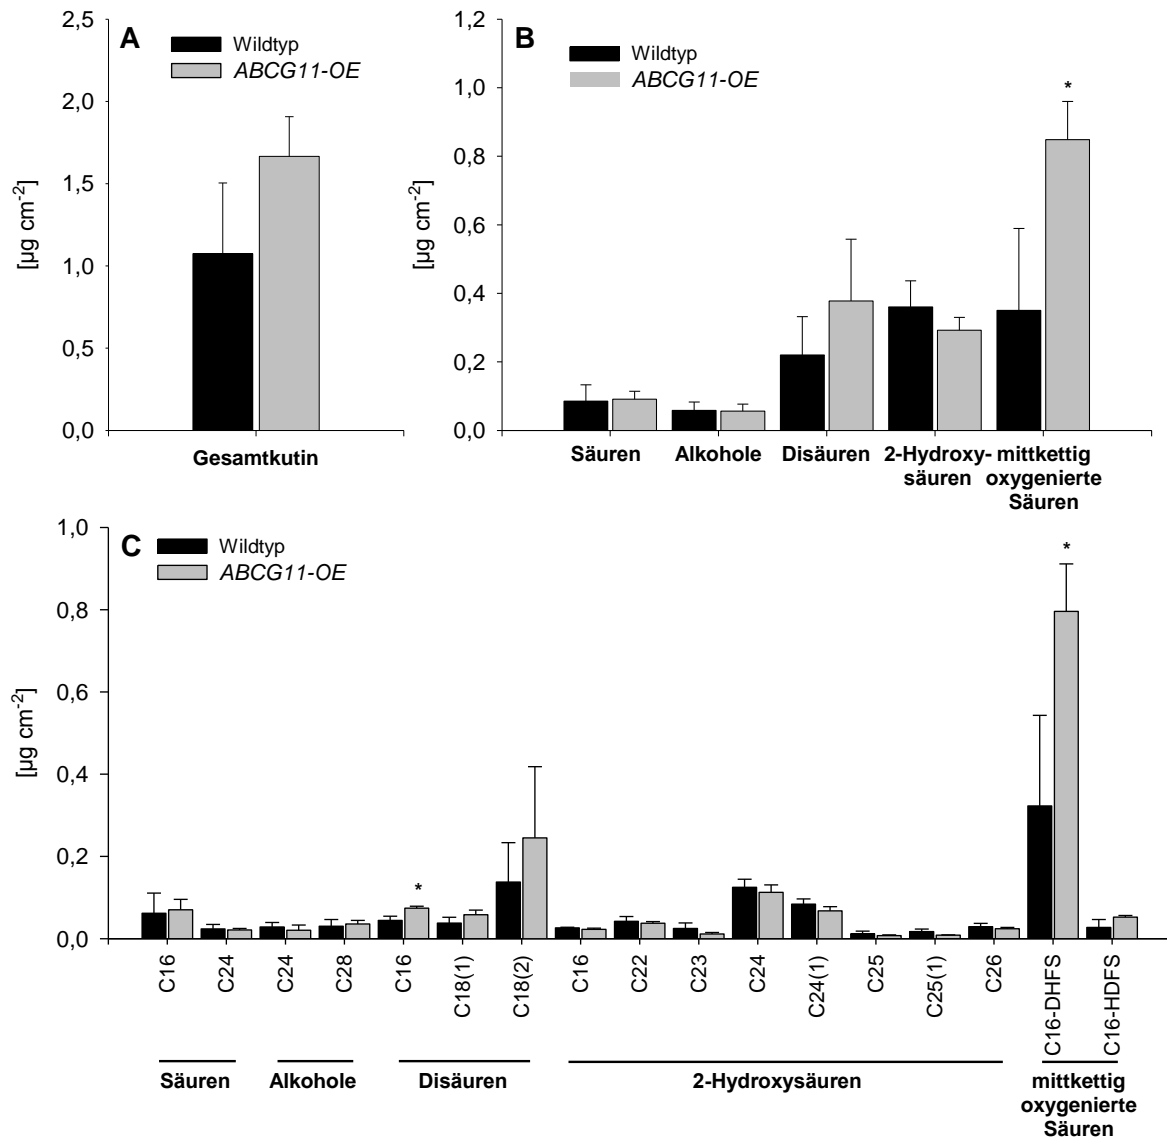 A
Wildtyp
ABCG11-OE
[µg cm-2]
2,5
2,0
1,5
1,0
0,5
0,0
Gesamtkutin
B
Wildtyp
ABCG11-OE
[µg cm-2]
1,2
1,0
0,8
0,6
0,4
0,2
0,0
*
Säuren
Alkohole
Disäuren
2-Hydroxy-
säuren
mittkettig
oxygenierte
Säuren
C
Wildtyp
ABCG11-OE
[µg cm-2]
1,0
0,8
0,6
0,4
0,2
0,0
*
*
C16
C24
C24
C28
C16
C18(1)
C18(2)
C16
C22
C23
C24
C24(1)
C25
C25(1)
C26
C16-DHFS
C16-HDFS
Säuren
Alkohole
Disäuren
2-Hydroxysäuren
mittkettig
oxygenierte
Säuren